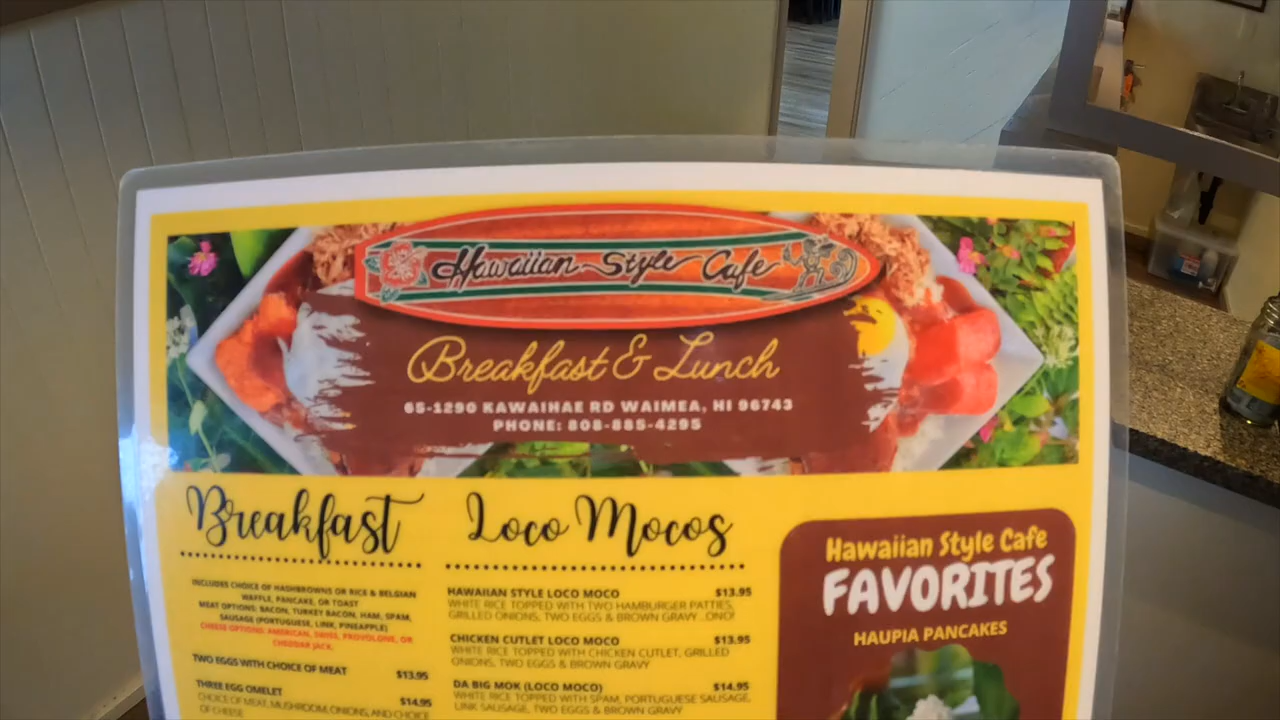 Hawaiian Style Cafe
Breakfast & Lunch
65-1290 KAWAIHAE RD WAIMEA, HI 96743
PHONE: 808-885-4295
Breakfast
INCLUDES CHOICE OF HASHBROWNS OR RICE & BELGIAN
WAFFLE, PANCAKE, OR TOAST
MEAT OPTIONS: BACON, TURKEY BACON, HAM, SPAM,
SAUSAGE (PORTUGUESE, LINK, PINEAPPLE)
CHEESE OPTIONS: AMERICAN, SWISS, PROVOLONE, OR
CHEDDAR JACK.
TWO EGGS WITH CHOICE OF MEAT $13.95
THREE EGG OMELET $14.95
CHOICE OF MEAT, MUSHROOM, ONIONS, AND CHOICE
OF CHEESE
Loco Mocos
HAWAIIAN STYLE LOCO MOCO $13.95
WHITE RICE TOPPED WITH TWO HAMBURGER PATTIES,
GRILLED ONIONS, TWO EGGS & BROWN GRAVY ..ONO!
CHICKEN CUTLET LOCO MOCO $13.95
WHITE RICE TOPPED WITH CHICKEN CUTLET, GRILLED
ONIONS, TWO EGGS & BROWN GRAVY
DA BIG MOK (LOCO MOCO) $14.95
WHITE RICE TOPPED WITH SPAM, PORTUGUESE SAUSAGE,
LINK SAUSAGE, TWO EGGS & BROWN GRAVY
Hawaiian Style Cafe
FAVORITES
HAUPIA PANCAKES